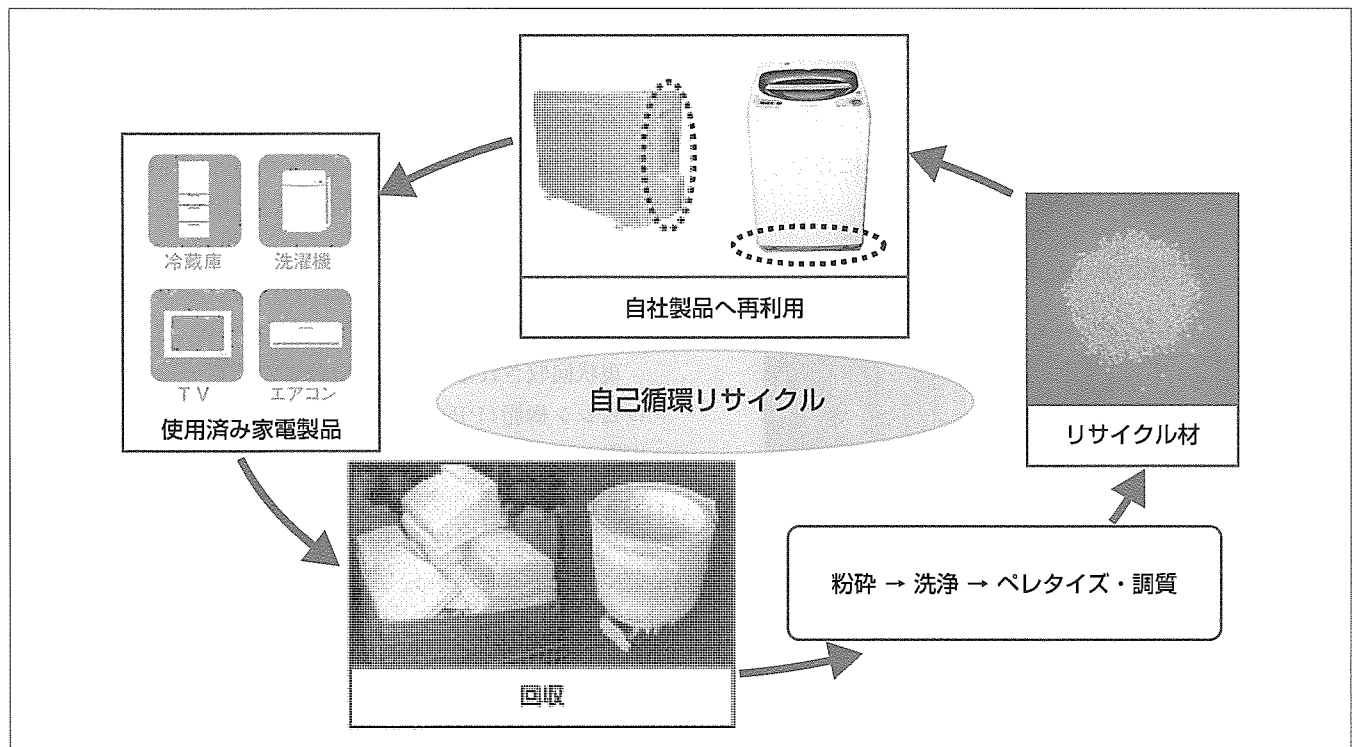 自社製品へ再利用
冷蔵庫
洗濯機
TV
エアコン
使用済み家電製品
自己循環リサイクル
リサイクル材
粉砕 → 洗浄 → ペレタイズ・調質
回収